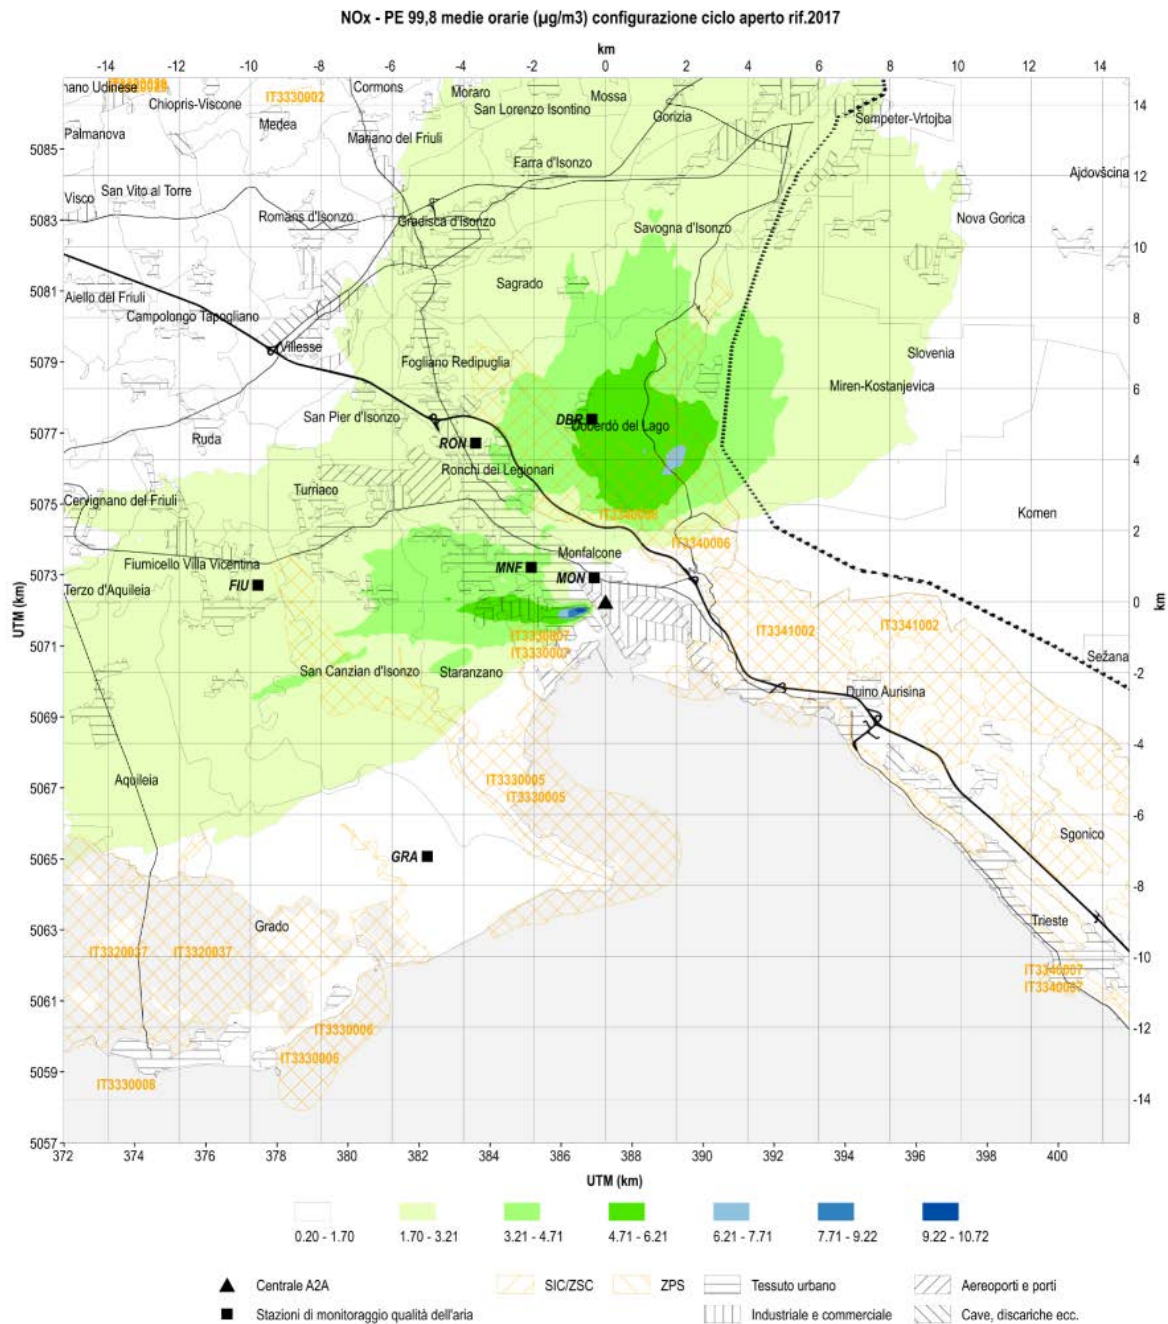 NOx - PE 99,8 medie orarie (µg/m3) configurazione ciclo aperto rif.2017
km
-14 -12 -10 -8 -6 -4 -2 0 2 4 6 8 10 12 14
mano Udinese
Cormons
Moraro
Mossa
14
Chiopris-Viscone
IT3330002
San Lorenzo Isontino
Gorizia
Sempeter-Vrtojba
Palmanova
Medea
Mariano del Friuli
5085
Farra d'Isonzo
Ajdovščina
12
Visco
San Vito al Torre
Romans d'Isonzo
Gradisca d'Isonzo
Savogna d'Isonzo
Nova Gorica
5083
10
5081
Aiello del Friuli
Sagrado
Campolongo Tapogliano
8
5079
Villesse
Fogliano Redipuglia
Slovenia
Miren-Kostanjevica
6
San Pier d'Isonzo
DBR
Doberdò del Lago
5077
Ruda
RON
Ronchi dei Legionari
4
5075
Cervignano del Friuli
Turriaco
IT3340006
Komen
2
IT3340006
5073
Fiumicello Villa Vicentina
Monfalcone
MNF
MON
Terzo d'Aquileia
FIU
0
km
UTM (km)
5071
IT3330007
IT3330007
IT3341002
IT3341002
Sežana
San Canzian d'Isonzo
Staranzano
-2
5069
Duino Aurisina
-4
5067
Aquileia
IT3330005
IT3330005
-6
Sgonico
5065
GRA
-8
5063
Grado
Trieste
IT3320037
IT3320037
-10
IT3340007
IT3340007
5061
IT3330006
-12
5059
IT3330006
IT3330006
-14
5057
372 374 376 378 380 382 384 386 388 390 392 394 396 398 400
UTM (km)
0.20 - 1.70 1.70 - 3.21 3.21 - 4.71 4.71 - 6.21 6.21 - 7.71 7.71 - 9.22 9.22 - 10.72
Centrale A2A SIC/ZSC ZPS Tessuto urbano Aereoporti e porti
Stazioni di monitoraggio qualità dell'aria Industriale e commerciale Cave, discariche ecc.